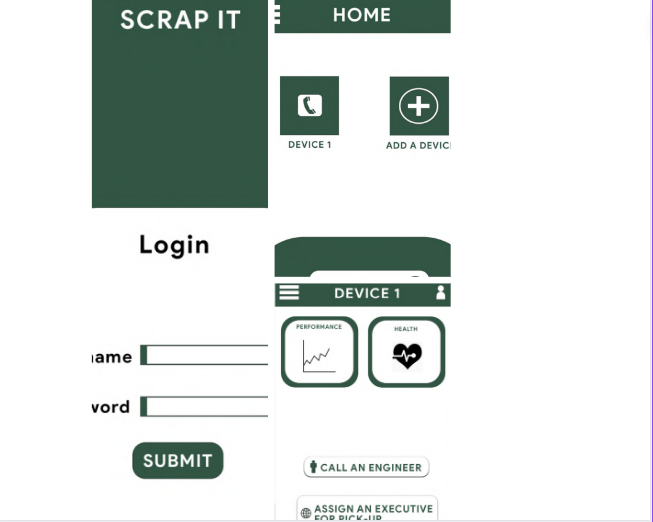 SCRAP IT
Login
ame
word
SUBMIT
HOME
DEVICE 1
ADD A DEVIC
DEVICE 1
PERFORMANCE
HEALTH
CALL AN ENGINEER
ASSIGN AN EXECUTIVE
FOR PICK-UP